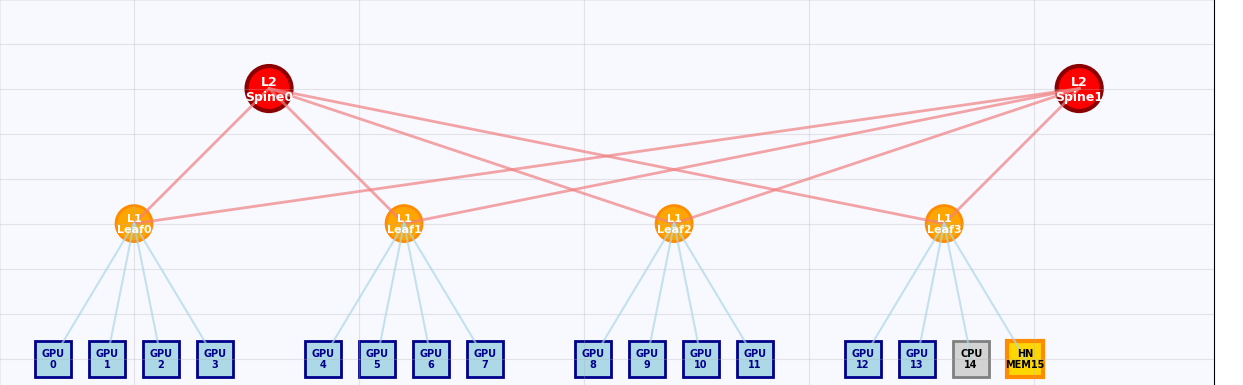 L2
Spine0
L2
Spine1
L1
Leaf0
L1
Leaf1
L1
Leaf2
L1
Leaf3
GPU
0
GPU
1
GPU
2
GPU
3
GPU
4
GPU
5
GPU
6
GPU
7
GPU
8
GPU
9
GPU
10
GPU
11
GPU
12
GPU
13
CPU
14
HN
MEM15